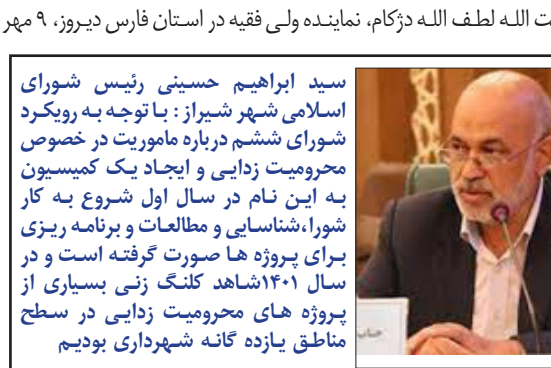 ت الله لطف الله دژکام، نماینده ولی فقیه در استان فارس دیروز، ۹ مهر
سید ابراهیم حسینی رئیس شورای
اسلامی شهر شیراز : با توجه به رویکرد
شورای ششم درباره ماموریت در خصوص
محرومیت زدایی و ایجاد یک کمیسیون
به این نام در سال اول شروع به کار
شورا،شناسایی و مطالعات و برنامه ریزی
برای پروژه ها صورت گرفته است و در
سال ۱۴۰۱شاهد کلنگ زنی بسیاری از
پروژه های محرومیت زدایی در سطح
مناطق یازده گانه شهرداری بودیم